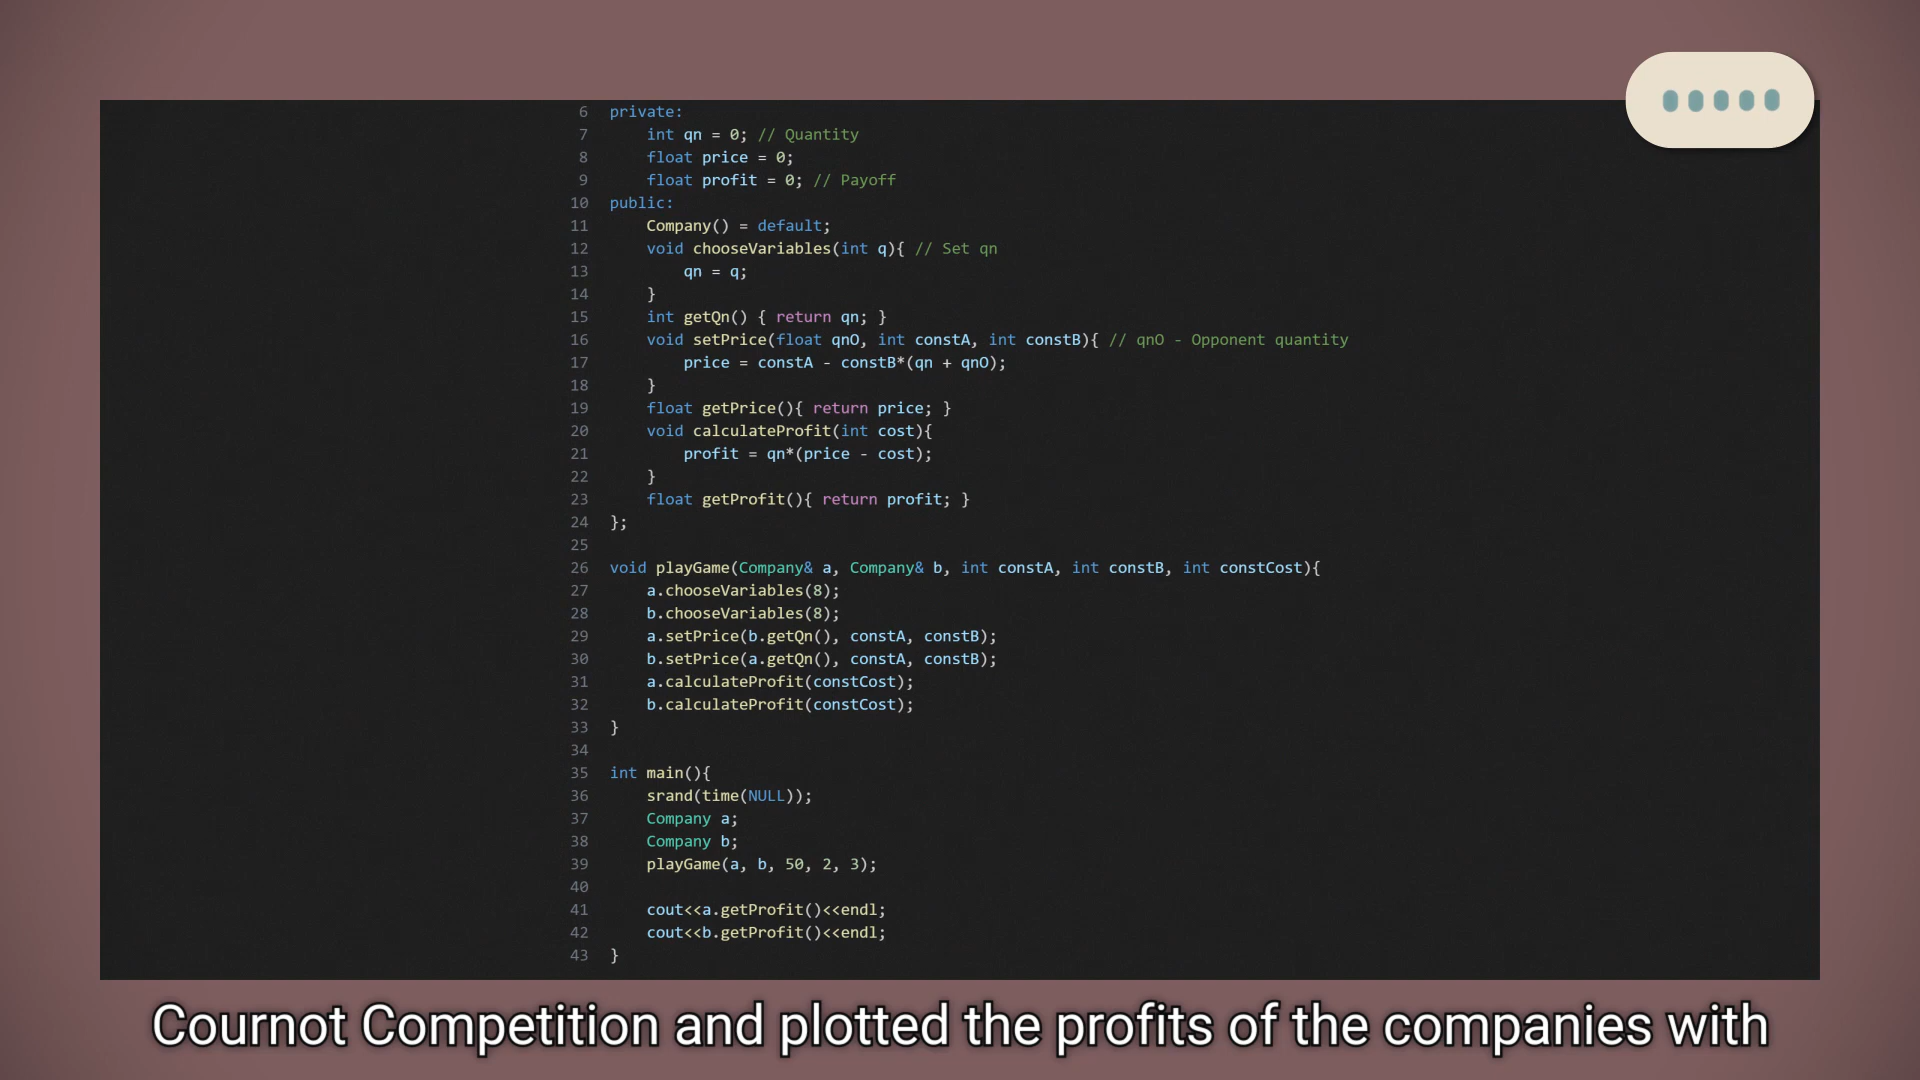 6 private:
7 int qn = 0; // Quantity
8 float price = 0;
9 float profit = 0; // Payoff
10 public:
11 Company() = default;
12 void chooseVariables(int q){ // Set qn
13 qn = q;
14 }
15 int getQn() { return qn; }
16 void setPrice(float qnO, int constA, int constB){ // qnO - Opponent quantity
17 price = constA - constB*(qn + qnO);
18 }
19 float getPrice(){ return price; }
20 void calculateProfit(int cost){
21 profit = qn*(price - cost);
22 }
23 float getProfit(){ return profit; }
24 };
25
26 void playGame(Company& a, Company& b, int constA, int constB, int constCost){
27 a.chooseVariables(8);
28 b.chooseVariables(8);
29 a.setPrice(b.getQn(), constA, constB);
30 b.setPrice(a.getQn(), constA, constB);
31 a.calculateProfit(constCost);
32 b.calculateProfit(constCost);
33 }
34
35 int main(){
36 srand(time(NULL));
37 Company a;
38 Company b;
39 playGame(a, b, 50, 2, 3);
40
41 cout<<a.getProfit()<<endl;
42 cout<<b.getProfit()<<endl;
43 }
Cournot Competition and plotted the profits of the companies with